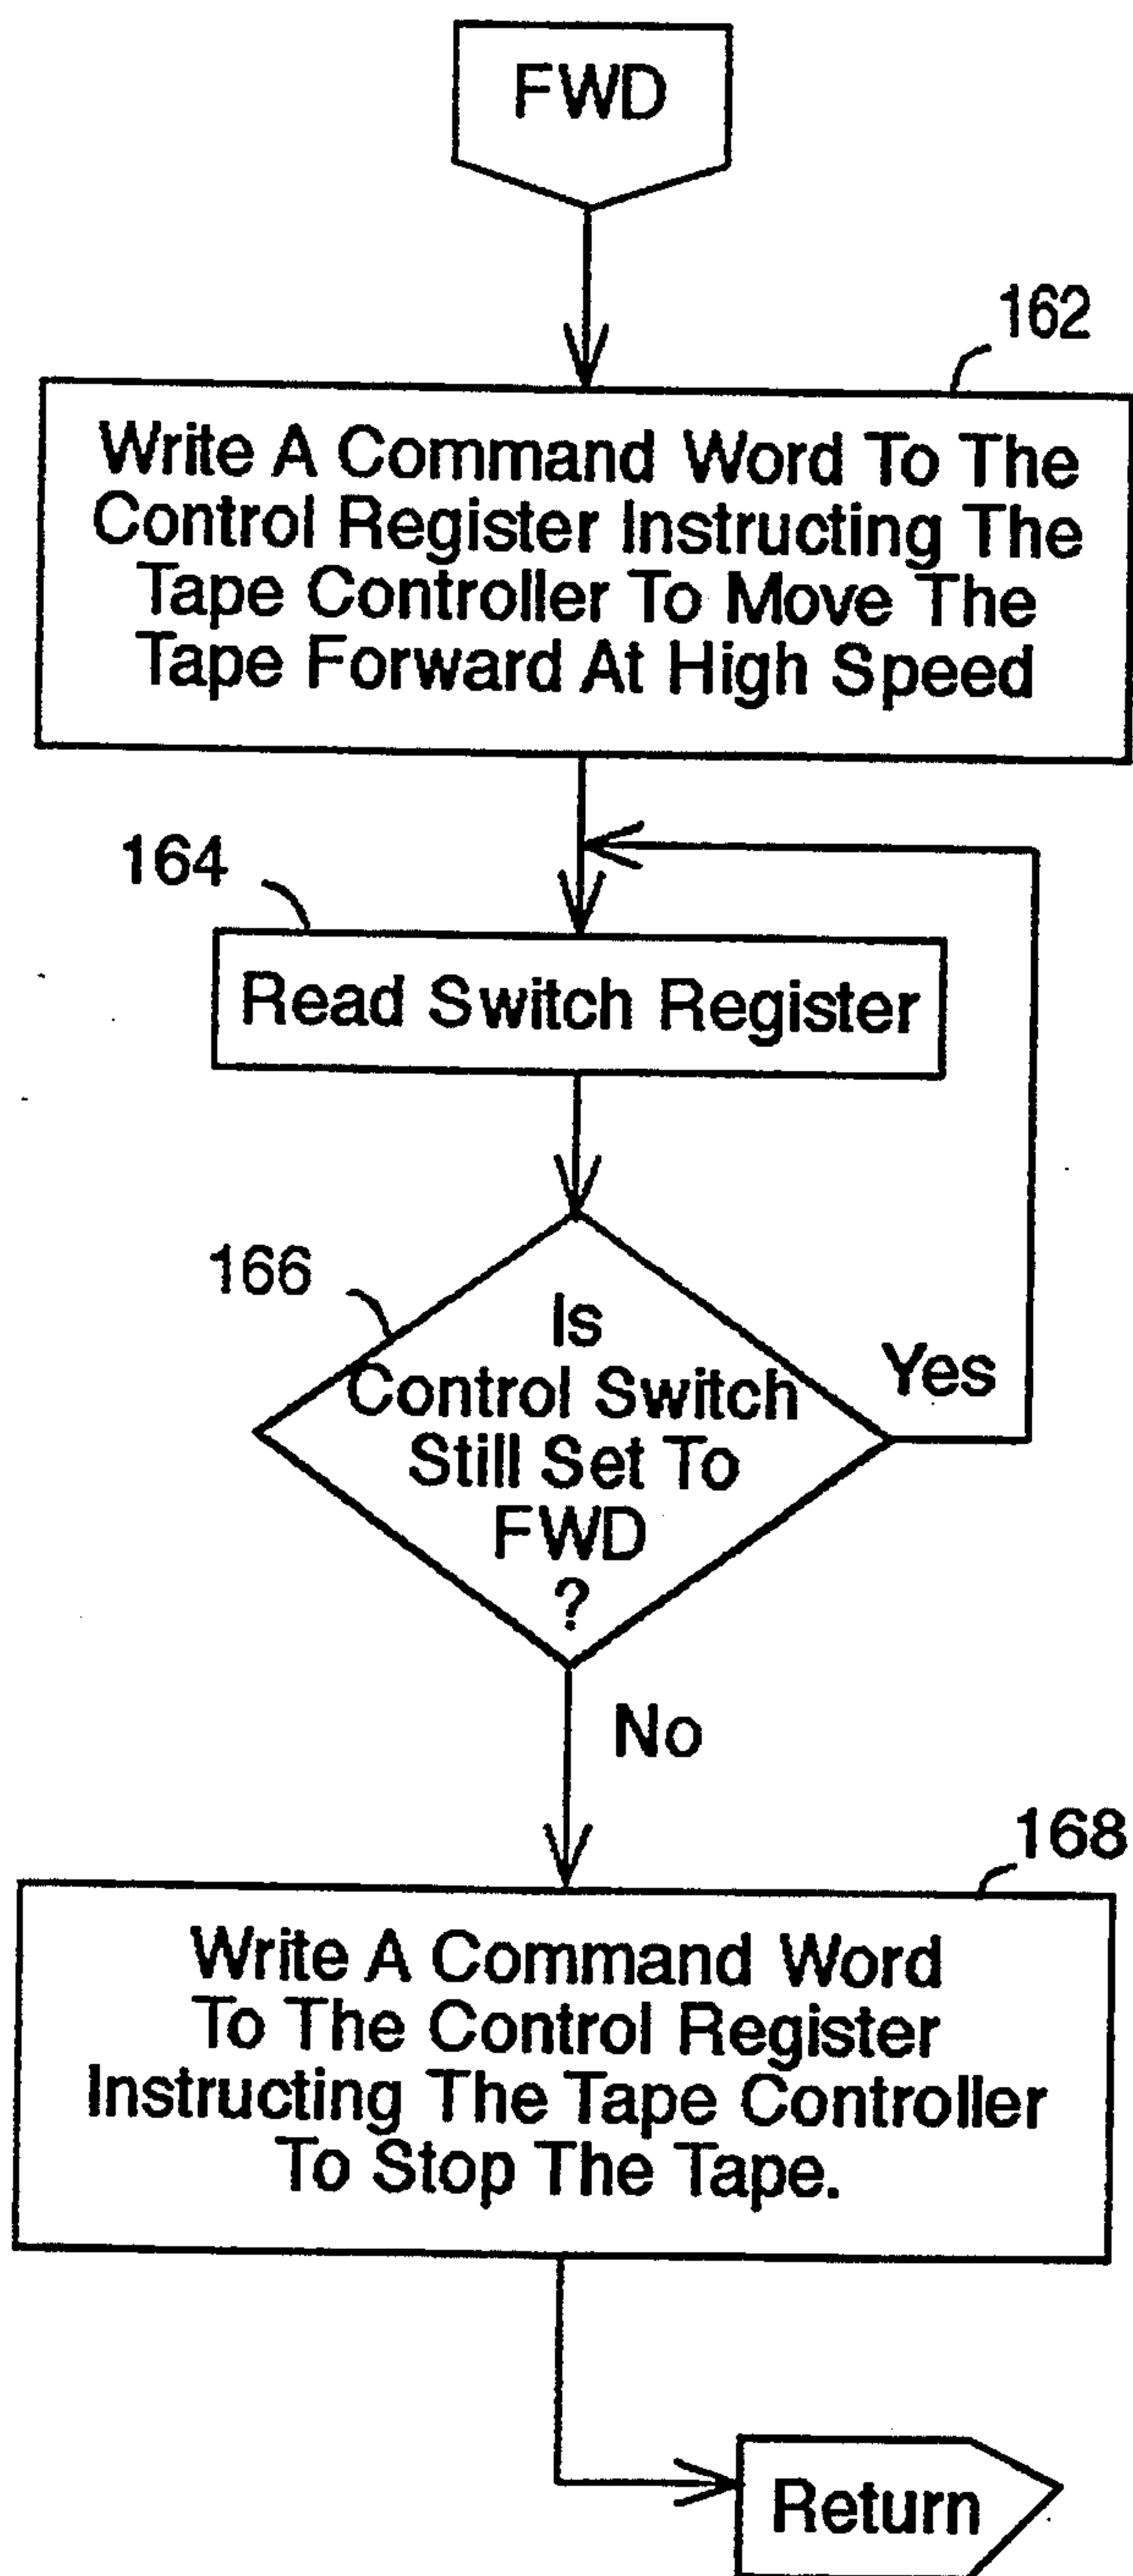 FWD
162
Write A Command Word To The
Control Register Instructing The
Tape Controller To Move The
Tape Forward At High Speed
164
Read Switch Register
166
Is
Control Switch
Still Set To
FWD
?
Yes
No
168
Write A Command Word
To The Control Register
Instructing The Tape Controller
To Stop The Tape.
Return